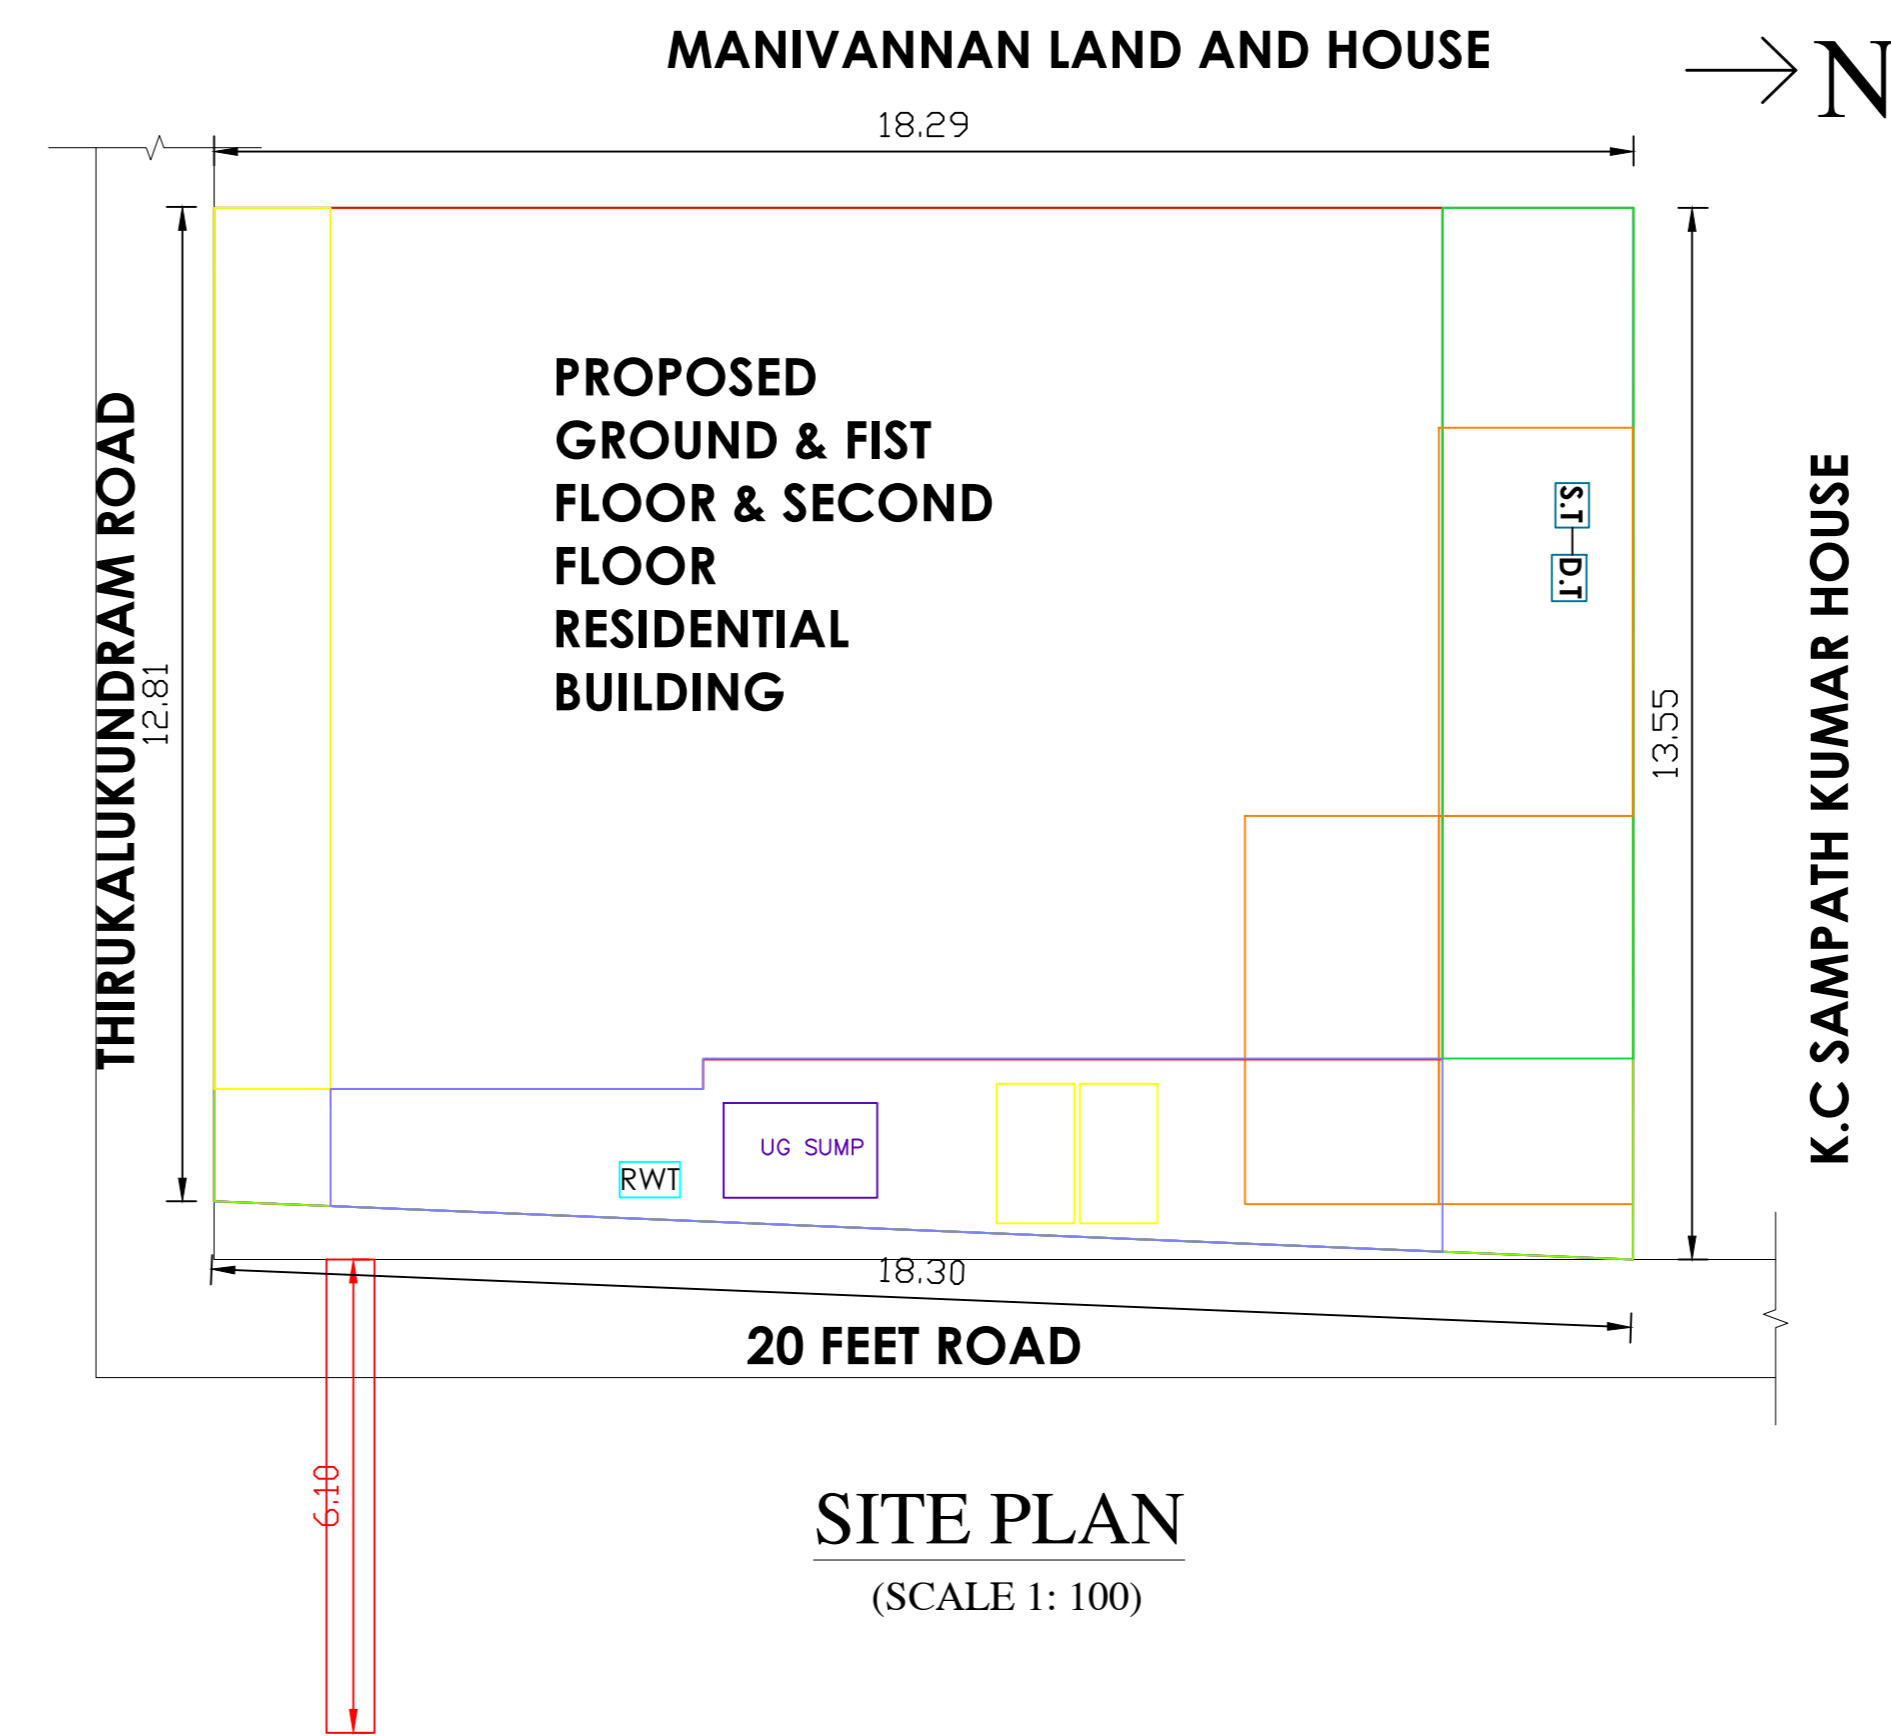 MANIVANNAN LAND AND HOUSE
N
18.29
PROPOSED
GROUND & FIST
FLOOR & SECOND
FLOOR
RESIDENTIAL
BUILDING
THIRUKALUKUNDRAM ROAD
12.81
S.T
D.T
13.55
K.C SAMPATH KUMAR HOUSE
UG SUMP
RWT
18.30
20 FEET ROAD
6.10
SITE PLAN
(SCALE 1: 100)